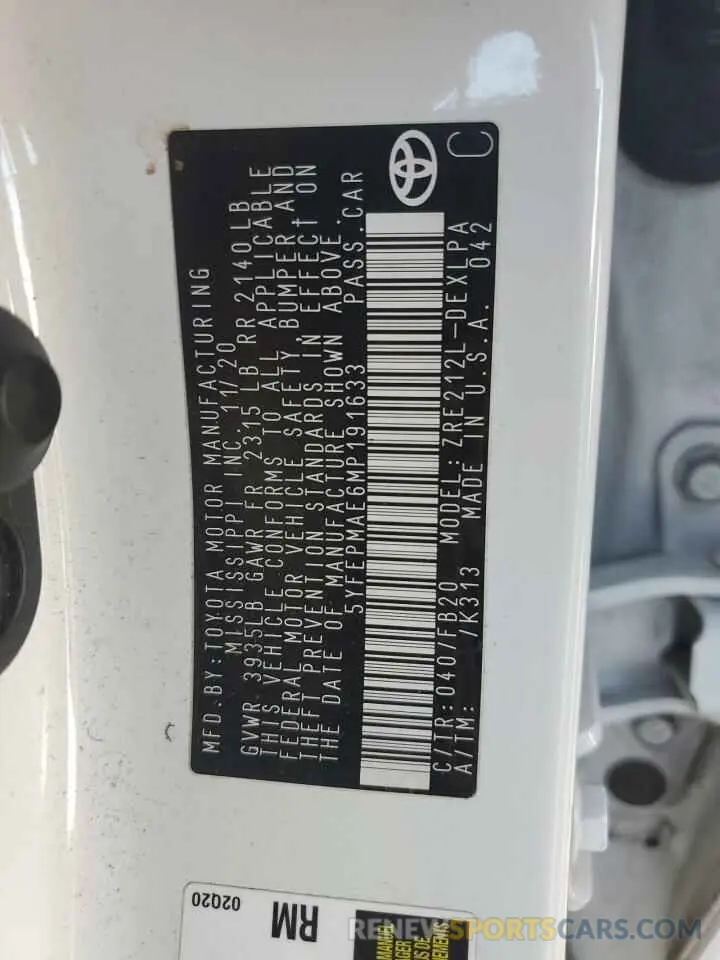 MFD.BY:TOYOTA MOTOR MANUFACTURING
MISSISSIPPI INC. 11/20
GVWR 3935LB GAWR FR 2315 LB RR 2140LB
THIS VEHICLE CONFORMS TO ALL APPLICABLE
FEDERAL MOTOR VEHICLE SAFETY, BUMPER AND
THEFT PREVENTION STANDARDS IN EFFECT ON
THE DATE OF MANUFACTURE SHOWN ABOVE.
5YFEPMAE6MP191633 PASS.CAR
C/TR:040/FB20 MODEL:ZRE212L-DEXLPA
A/TM: /K313 MADE IN U.S.A. 042
C
02Q20
RM
MANUAL
RENEWSPORTSCARS.COM